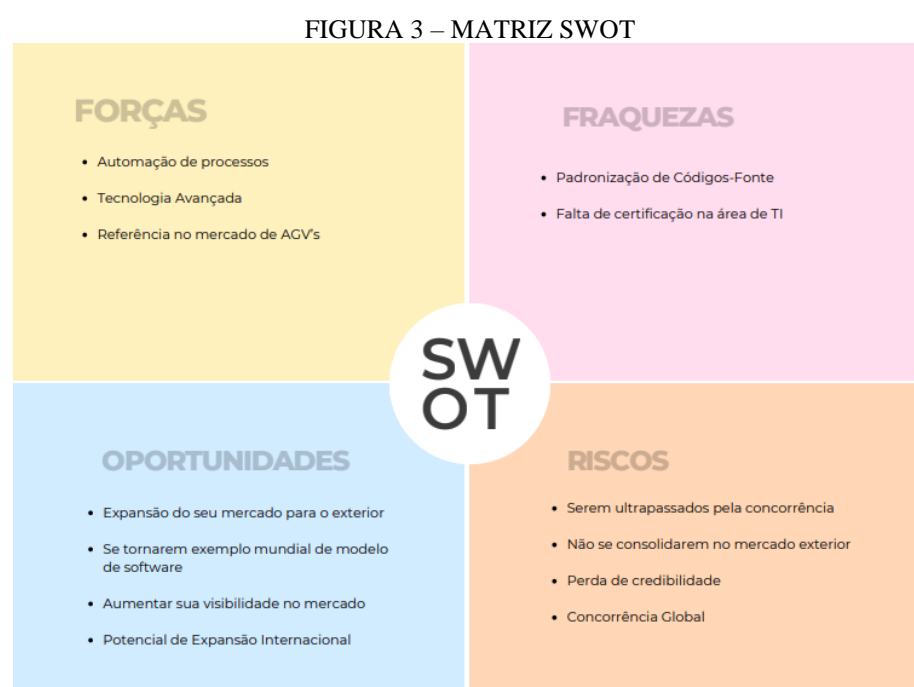 FIGURA 3 – MATRIZ SWOT
FORÇAS
• Automação de processos
• Tecnologia Avançada
• Referência no mercado de AGV's
FRAQUEZAS
• Padronização de Códigos-Fonte
• Falta de certificação na área de TI
SW
OT
OPORTUNIDADES
• Expansão do seu mercado para o exterior
• Se tornarem exemplo mundial de modelo
de software
• Aumentar sua visibilidade no mercado
• Potencial de Expansão Internacional
RISCOS
• Serem ultrapassados pela concorrência
• Não se consolidarem no mercado exterior
• Perda de credibilidade
• Concorrência Global